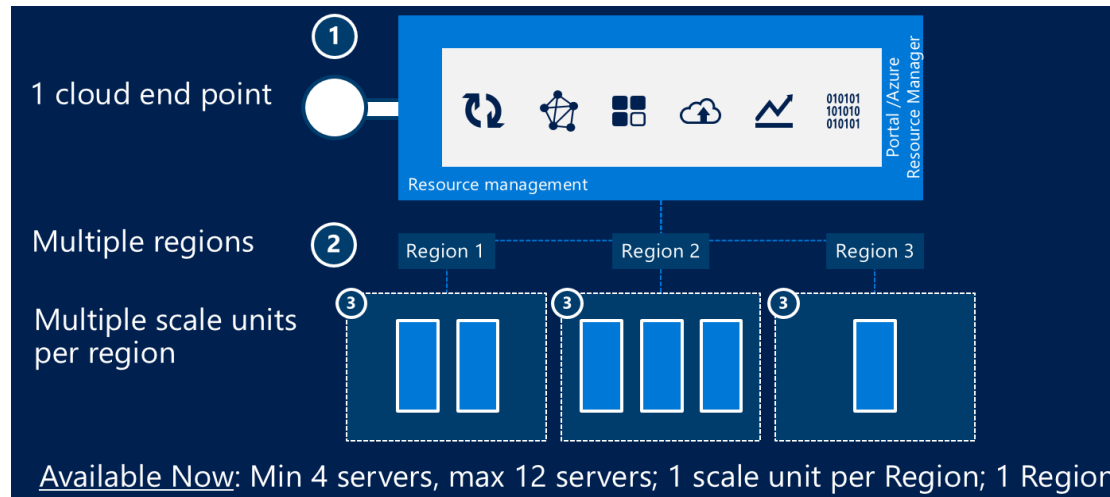 1
1 cloud end point
010101
101010
010101
Portal /Azure
Resource Manager
Resource management
Multiple regions
2
Region 1
Region 2
Region 3
3
3
3
Multiple scale units
per region
Available Now: Min 4 servers, max 12 servers; 1 scale unit per Region; 1 Region